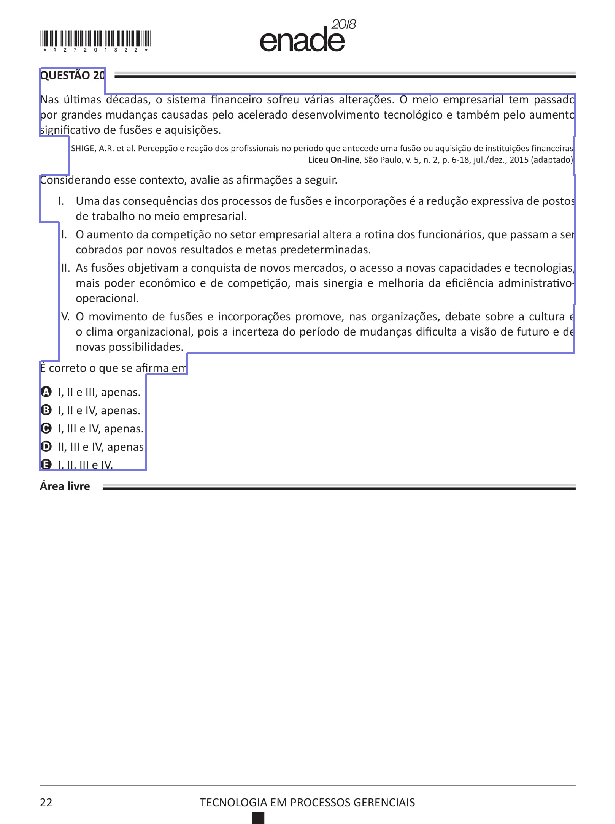 *R27201822*
enade 2018
QUESTÃO 20
Nas últimas décadas, o sistema financeiro sofreu várias alterações. O meio empresarial tem passado
por grandes mudanças causadas pelo acelerado desenvolvimento tecnológico e também pelo aumento
significativo de fusões e aquisições.
SHIGE, A.R. et al. Percepção e reação dos profissionais no período que antecede uma fusão ou aquisição de instituições financeiras
Liceu On-line, São Paulo, v. 5, n. 2, p. 6-18, jul./dez., 2015 (adaptado)
Considerando esse contexto, avalie as afirmações a seguir.
I. Uma das consequências dos processos de fusões e incorporações é a redução expressiva de postos
de trabalho no meio empresarial.
I. O aumento da competição no setor empresarial altera a rotina dos funcionários, que passam a ser
cobrados por novos resultados e metas predeterminadas.
II. As fusões objetivam a conquista de novos mercados, o acesso a novas capacidades e tecnologias,
mais poder econômico e de competição, mais sinergia e melhoria da eficiência administrativo-
operacional.
V. O movimento de fusões e incorporações promove, nas organizações, debate sobre a cultura e
o clima organizacional, pois a incerteza do período de mudanças dificulta a visão de futuro e de
novas possibilidades.
É correto o que se afirma em
A I, II e III, apenas.
B I, II e IV, apenas.
C I, III e IV, apenas.
D II, III e IV, apenas
E I, II, III e IV.
Área livre
22 TECNOLOGIA EM PROCESSOS GERENCIAIS